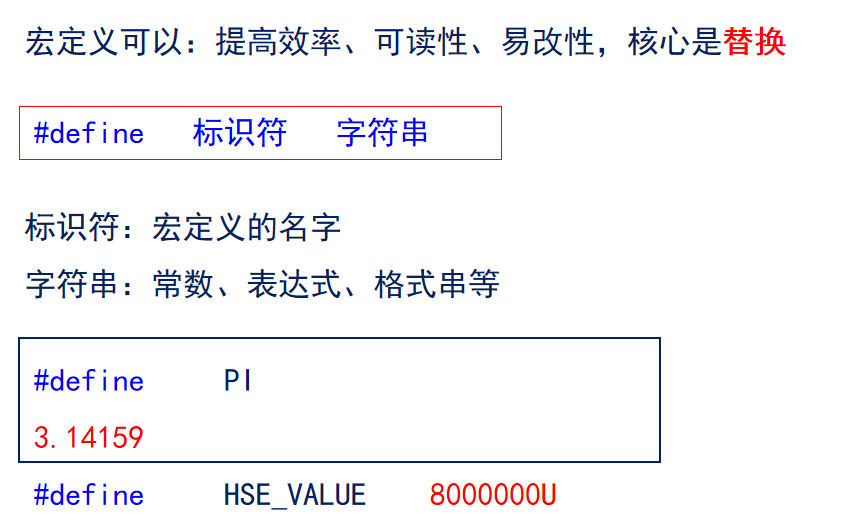 宏定义可以：提高效率、可读性、易改性，核心是替换
#define 标识符 字符串
标识符：宏定义的名字
字符串：常数、表达式、格式串等
#define PI
3.14159
#define HSE_VALUE 8000000U